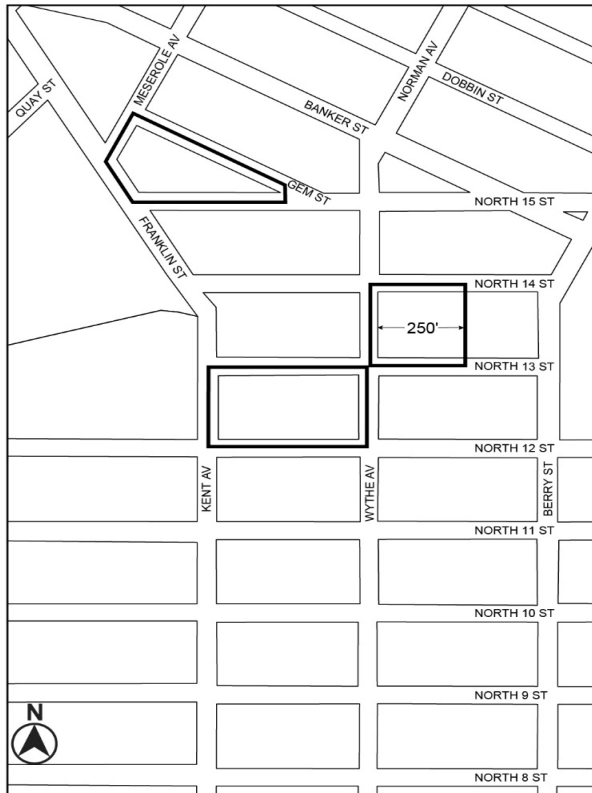 MESEROLE AV
NORMAN AV
DOBBIN ST
QUAY ST
BANKER ST
GEM ST
NORTH 15 ST
FRANKLIN ST
NORTH 14 ST
250'
NORTH 13 ST
NORTH 12 ST
KENT AV
WYTHE AV
BERRY ST
NORTH 11 ST
NORTH 10 ST
NORTH 9 ST
N
NORTH 8 ST